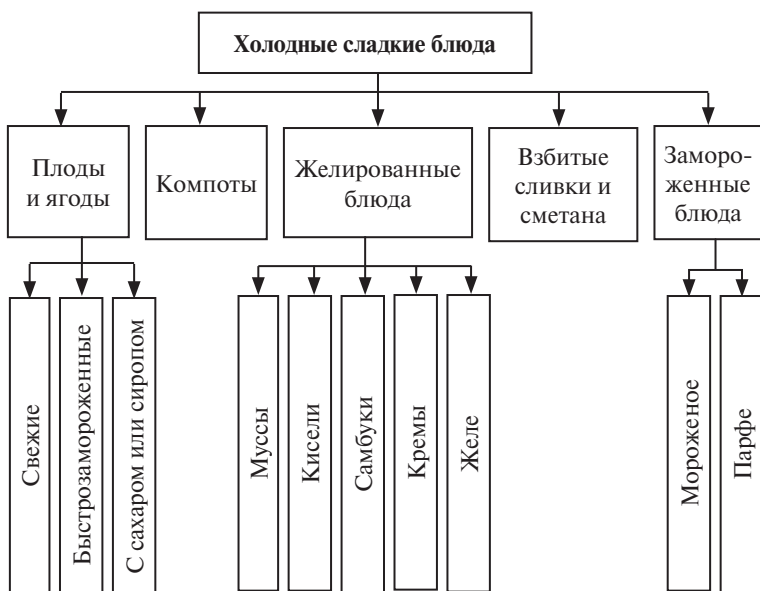 Холодные сладкие блюда
Плоды
и ягоды
Компоты
Желированные
блюда
Взбитые
сливки и
сметана
Заморо-
женные
блюда
Свежие
Быстрозамороженные
С сахаром или сиропом
Муссы
Кисели
Самбуки
Кремы
Желе
Мороженое
Парфе